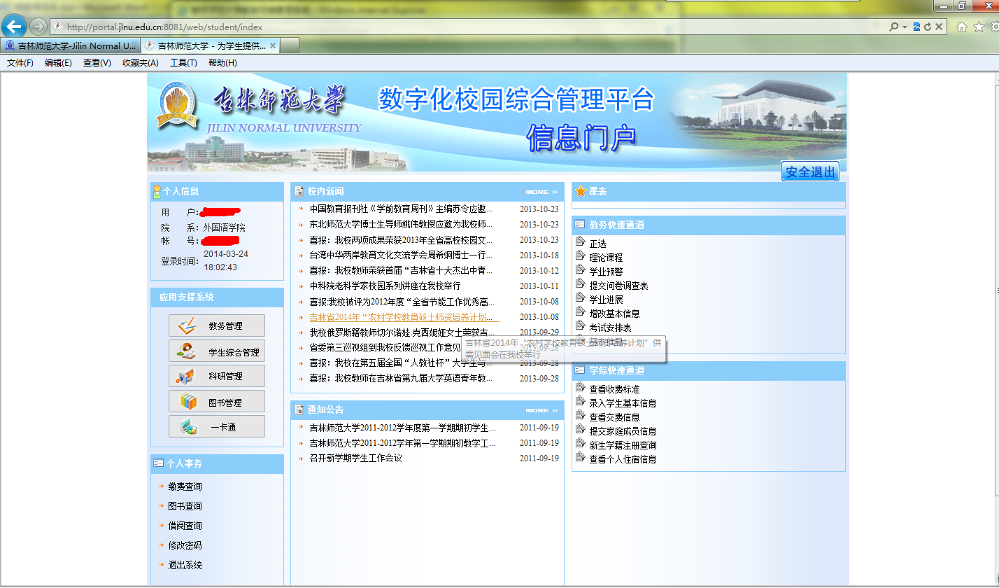 http://portal.jlnu.edu.cn:8081/web/student/index
吉林师范大学-Jilin Normal U...
吉林师范大学 - 为学生提供...
文件(F) 编辑(E) 查看(V) 收藏夹(A) 工具(T) 帮助(H)
吉林师范大学
JILIN NORMAL UNIVERSITY
数字化校园综合管理平台
信息门户
安全退出
个人信息
用 户：
院 系：外国语学院
帐 号：
登录时间：2014-03-24
18:02:43
应用支撑系统
教务管理
学生综合管理
科研管理
图书管理
一卡通
个人事务
缴费查询
图书查询
借阅查询
修改密码
退出系统
校内新闻 MORE »
中国教育报刊社《学前教育周刊》主编苏令应邀... 2013-10-23
东北师范大学博士生导师姚伟教授应邀为我校师... 2013-10-23
喜报：我校两项成果荣获2013年全省高校校园文... 2013-10-23
台湾中华两岸教育文化交流学会周希炯博士一行... 2013-10-18
喜报：我校教师荣获首届“吉林省十大杰出中青... 2013-10-12
中科院老科学家校园系列讲座在我校举行 2013-10-11
喜报:我校被评为2012年度“全省节能工作优秀高... 2013-10-08
吉林省2014年“农村学校教育硕士师资培养计划... 2013-10-08
我校俄罗斯籍教师切尔诺娃.克西妮娅女士荣获吉... 2013-09-29
省委第三巡视组到我校反馈巡视工作意见 2013-09-28
喜报：我校在第五届全国“人教社杯”大学生与... 2013-09-28
喜报：我校教师在吉林省第九届大学英语青年教... 2013-09-28
吉林省2014年“农村学校教育硕士师资培养计划”供
需见面会在我校举行
通知公告 MORE »
吉林师范大学2011-2012学年度第一学期期初学生... 2011-09-19
吉林师范大学2011-2012学年第一学期期初教学工... 2011-09-19
召开新学期学生工作会议 2011-09-19
课表
教务快速通道
正选
理论课程
学业预警
提交问卷调查表
学业进展
增改基本信息
考试安排表
基本信息
学综快速通道
查看收费标准
录入学生基本信息
查看交费信息
提交家庭成员信息
新生学籍注册查询
查看个人住宿信息